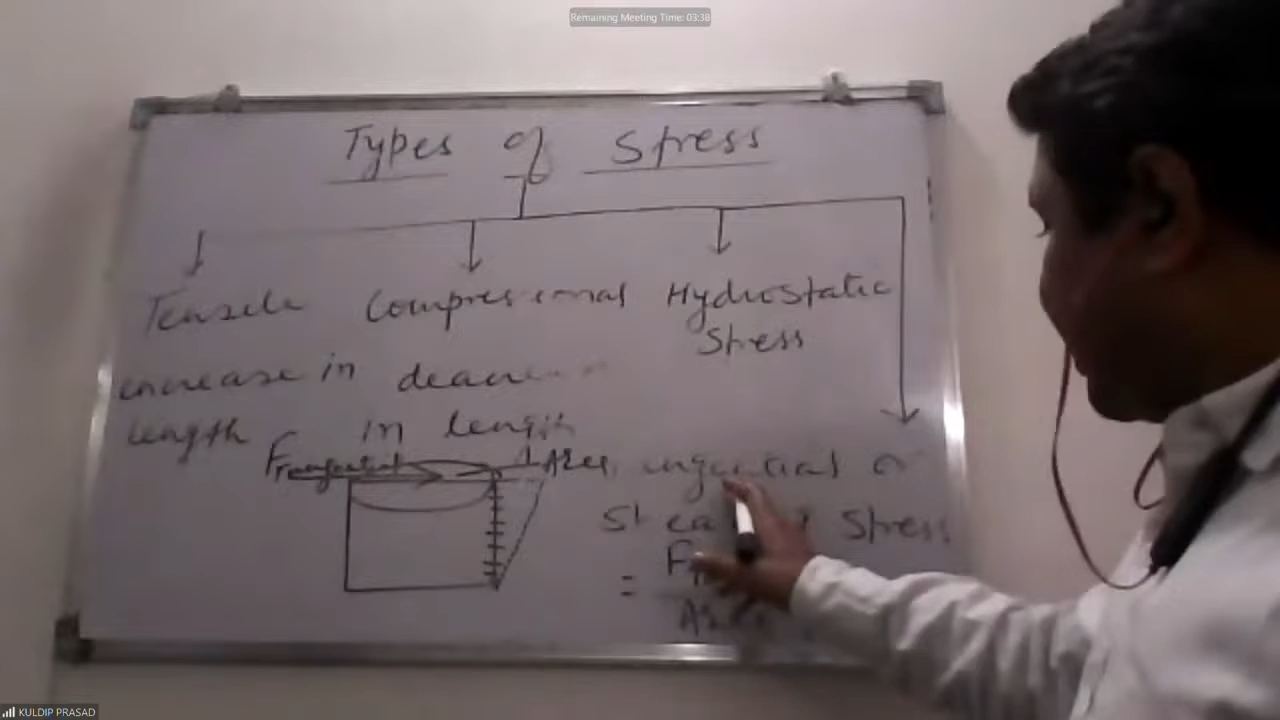 Remaining Meeting Time: 03:38
Types of Stress
Tensile Compressional Hydrostatic
Stress
increase in
length in length
Area
Stress
=
Area
KULDIP PRASAD